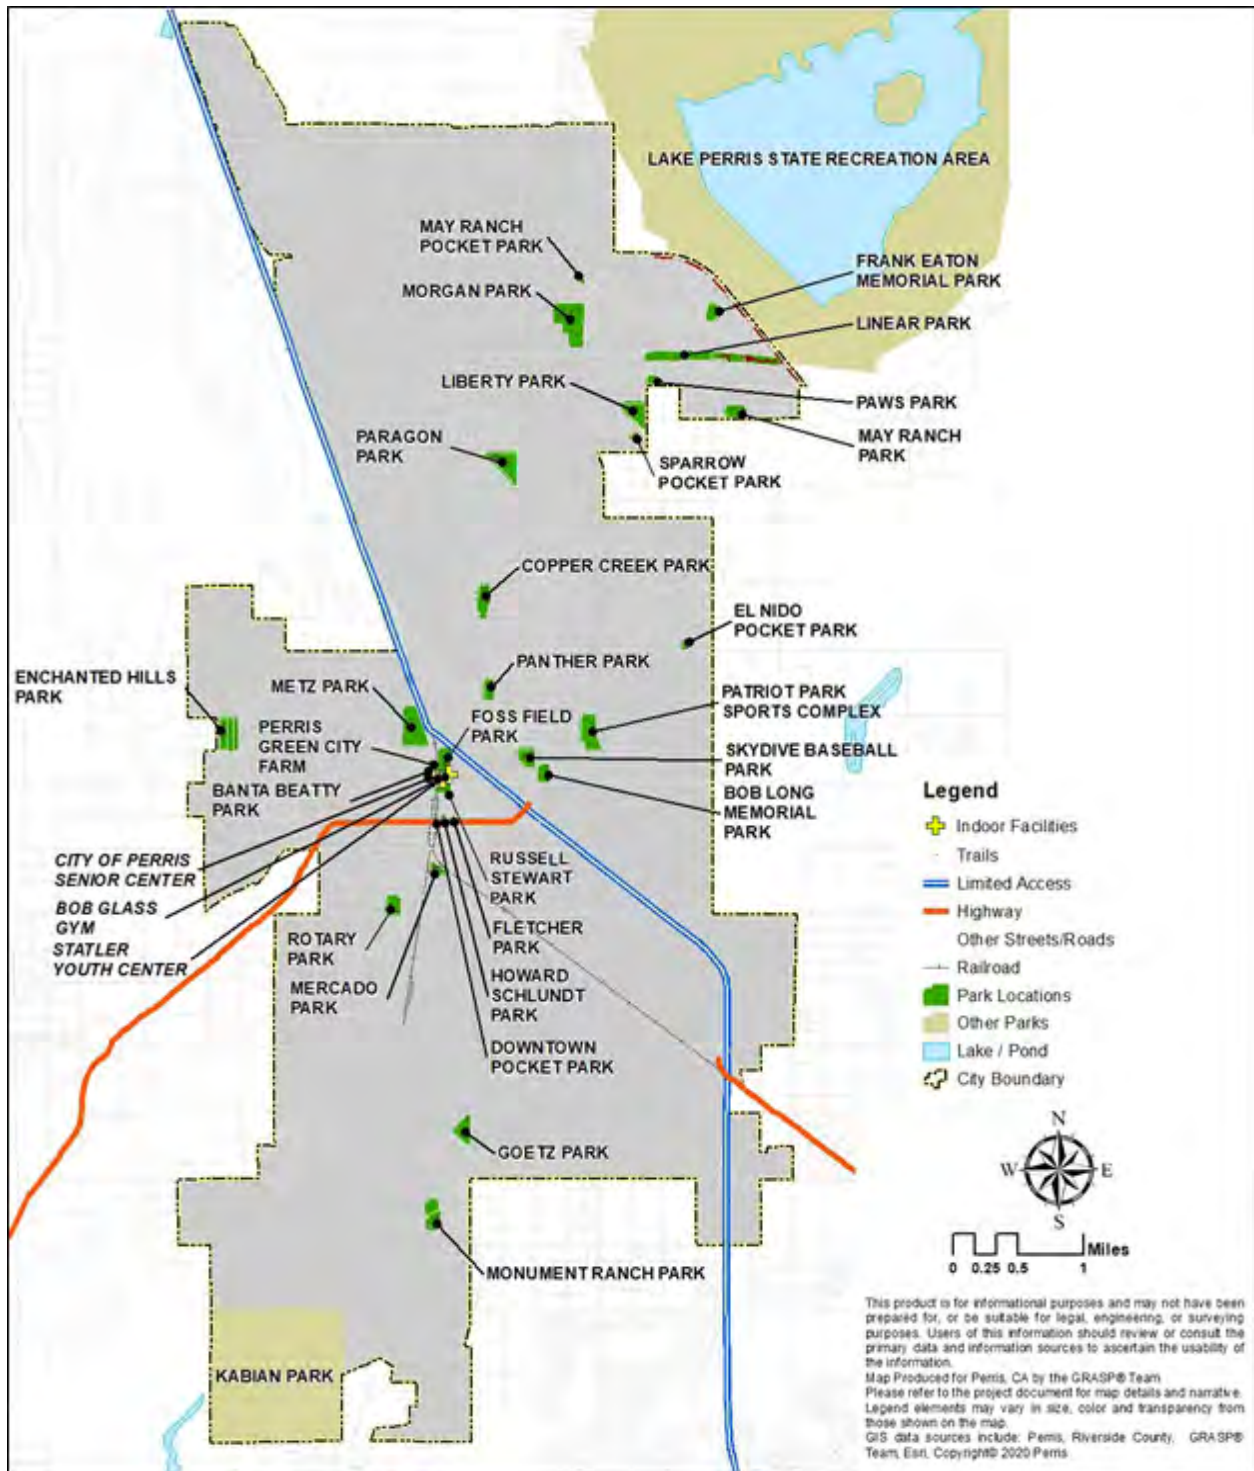 LAKE PERRIS STATE RECREATION AREA
MAY RANCH
POCKET PARK
MORGAN PARK
FRANK EATON
MEMORIAL PARK
LINEAR PARK
LIBERTY PARK
PAWS PARK
PARAGON
PARK
MAY RANCH
PARK
SPARROW
POCKET PARK
COPPER CREEK PARK
EL NIDO
POCKET PARK
PANTHER PARK
ENCHANTED HILLS
PARK
METZ PARK
FOSS FIELD
PARK
PATRIOT PARK
SPORTS COMPLEX
PERRIS
GREEN CITY
FARM
SKYDIVE BASEBALL
PARK
BANTA BEATTY
PARK
BOB LONG
MEMORIAL
PARK
CITY OF PERRIS
SENIOR CENTER
RUSSELL
STEWART
PARK
BOB GLASS
GYM
FLETCHER
PARK
STATLER
YOUTH CENTER
ROTARY
PARK
MERCADO
PARK
HOWARD
SCHLUNDT
PARK
DOWNTOWN
POCKET PARK
GOETZ PARK
MONUMENT RANCH PARK
KABIAN PARK
Legend
Indoor Facilities
Trails
Limited Access
Highway
Other Streets/Roads
Railroad
Park Locations
Other Parks
Lake / Pond
City Boundary
N
W E
S
Miles
0 0.25 0.5 1
This product is for informational purposes and may not have been
prepared for, or be suitable for legal, engineering, or surveying
purposes. Users of this information should review or consult the
primary data and information sources to ascertain the usability of
the information.
Map Produced for Perris, CA by the GRASP® Team
Please refer to the project document for map details and narrative.
Legend elements may vary in size, color and transparency from
those shown on the map.
GIS data sources include: Perris, Riverside County, GRASP®
Team, Esri, Copyright© 2020 Perris